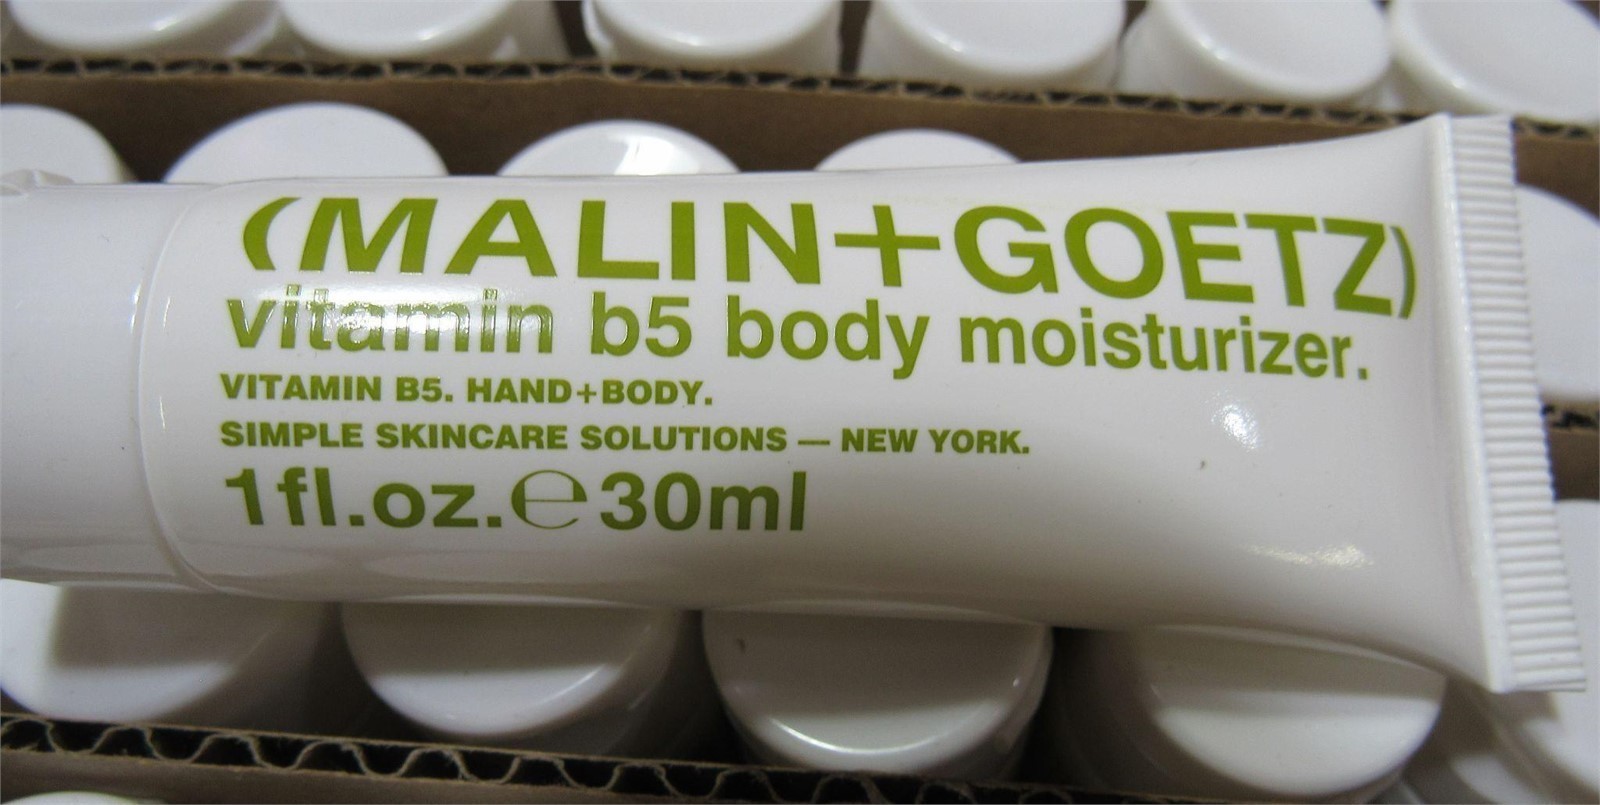 (MALIN+GOETZ)
vitamin b5 body moisturizer.
VITAMIN B5. HAND+BODY.
SIMPLE SKINCARE SOLUTIONS — NEW YORK.
1fl.oz.℮30ml